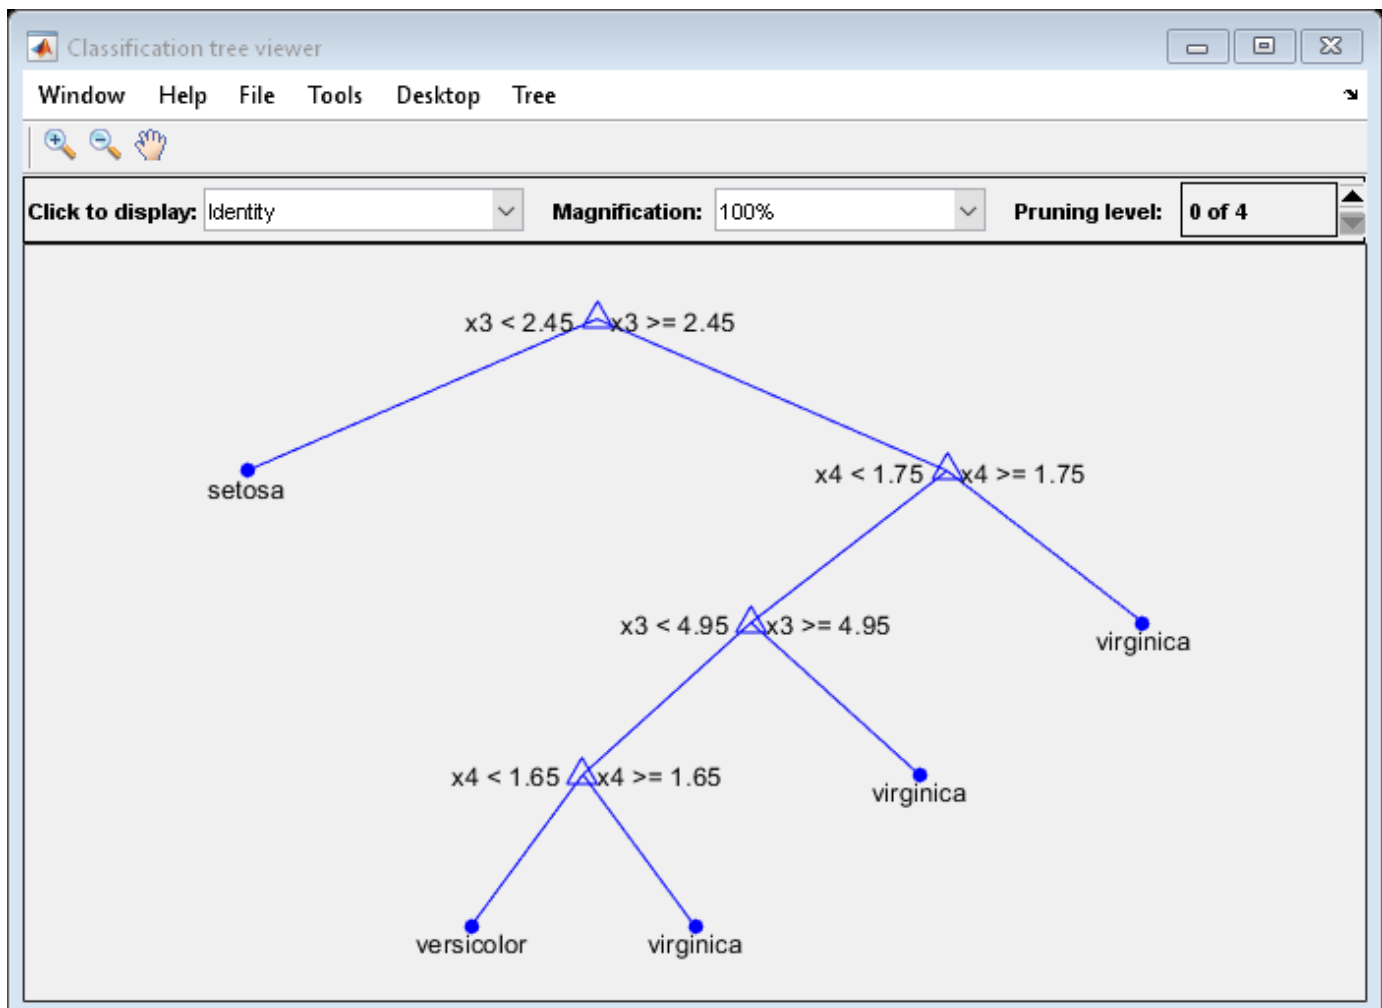 Classification tree viewer
Window Help File Tools Desktop Tree
Click to display: Identity Magnification: 100% Pruning level: 0 of 4
x3 < 2.45 x3 >= 2.45
setosa
x4 < 1.75 x4 >= 1.75
x3 < 4.95 x3 >= 4.95
virginica
x4 < 1.65 x4 >= 1.65
virginica
versicolor virginica